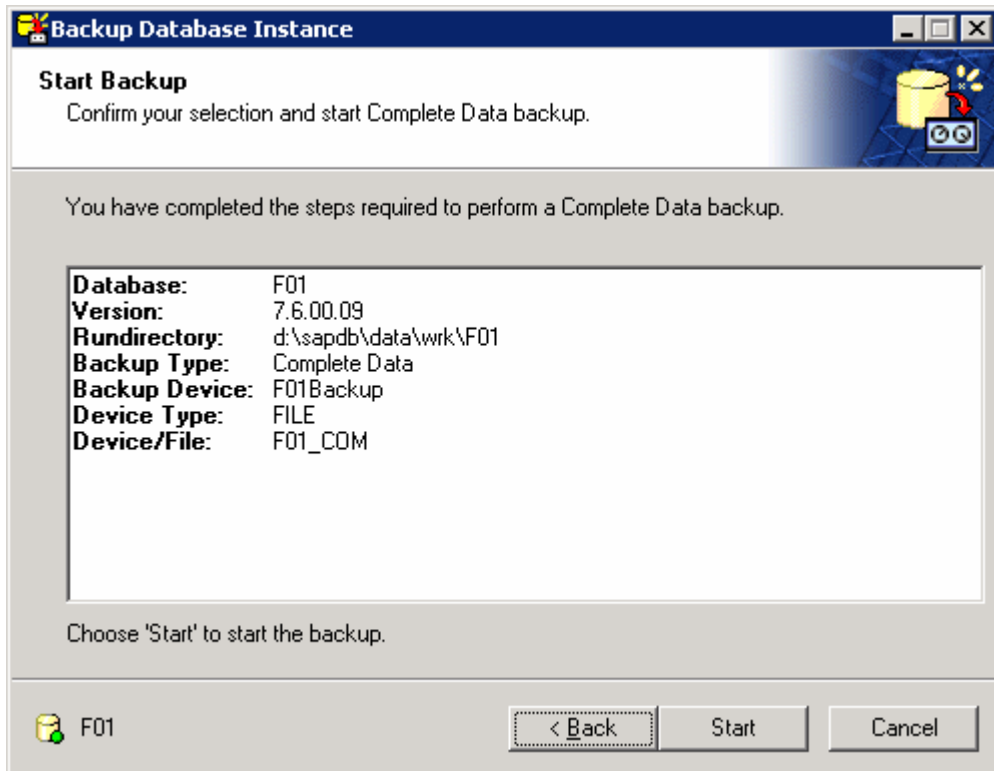 Backup Database Instance
Start Backup
Confirm your selection and start Complete Data backup.
You have completed the steps required to perform a Complete Data backup.
Database: F01
Version: 7.6.00.09
Rundirectory: d:\sapdb\data\wrk\F01
Backup Type: Complete Data
Backup Device: F01Backup
Device Type: FILE
Device/File: F01_COM
Choose 'Start' to start the backup.
F01 < Back Start Cancel